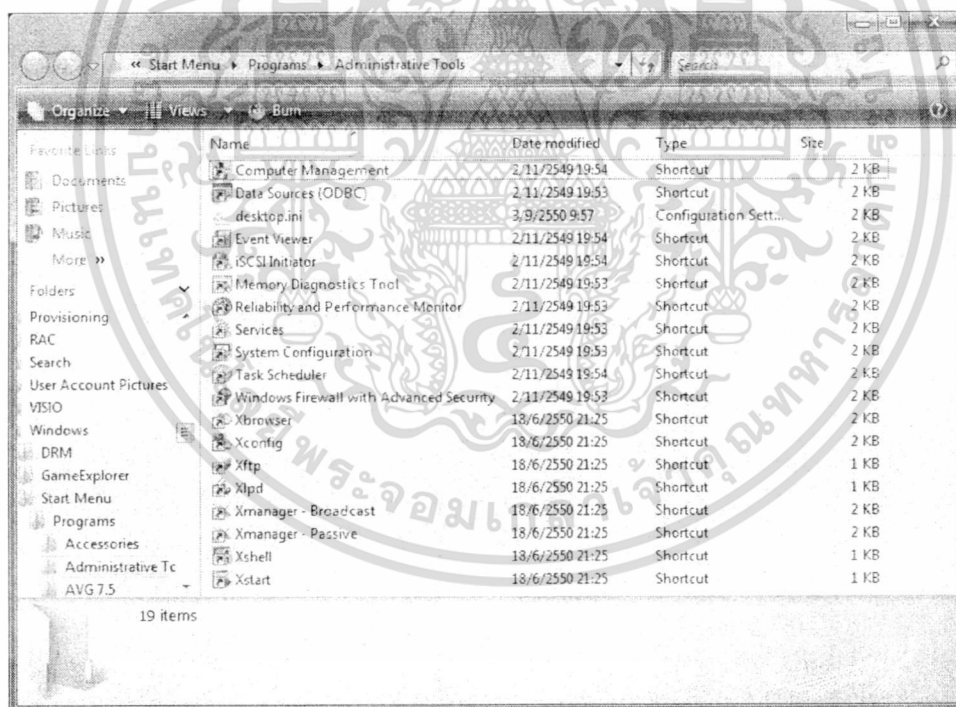 « Start Menu ▸ Programs ▸ Administrative Tools
Search
Organize Views Burn
Favorite Links
Documents
Pictures
Music
More »
Folders
Provisioning
RAC
Search
User Account Pictures
VISIO
Windows
DRM
GameExplorer
Start Menu
Programs
Accessories
Administrative Tc
AVG 7.5
Name Date modified Type Size
Computer Management 2/11/2549 19:54 Shortcut 2 KB
Data Sources (ODBC) 2/11/2549 19:53 Shortcut 2 KB
desktop.ini 3/9/2550 9:57 Configuration Sett... 2 KB
Event Viewer 2/11/2549 19:54 Shortcut 2 KB
iSCSI Initiator 2/11/2549 19:54 Shortcut 2 KB
Memory Diagnostics Tool 2/11/2549 19:53 Shortcut 2 KB
Reliability and Performance Monitor 2/11/2549 19:53 Shortcut 2 KB
Services 2/11/2549 19:53 Shortcut 2 KB
System Configuration 2/11/2549 19:53 Shortcut 2 KB
Task Scheduler 2/11/2549 19:54 Shortcut 2 KB
Windows Firewall with Advanced Security 2/11/2549 19:53 Shortcut 2 KB
Xbrowser 18/6/2550 21:25 Shortcut 2 KB
Xconfig 18/6/2550 21:25 Shortcut 2 KB
Xftp 18/6/2550 21:25 Shortcut 1 KB
Xlpd 18/6/2550 21:25 Shortcut 1 KB
Xmanager - Broadcast 18/6/2550 21:25 Shortcut 2 KB
Xmanager - Passive 18/6/2550 21:25 Shortcut 2 KB
Xshell 18/6/2550 21:25 Shortcut 1 KB
Xstart 18/6/2550 21:25 Shortcut 1 KB
19 items